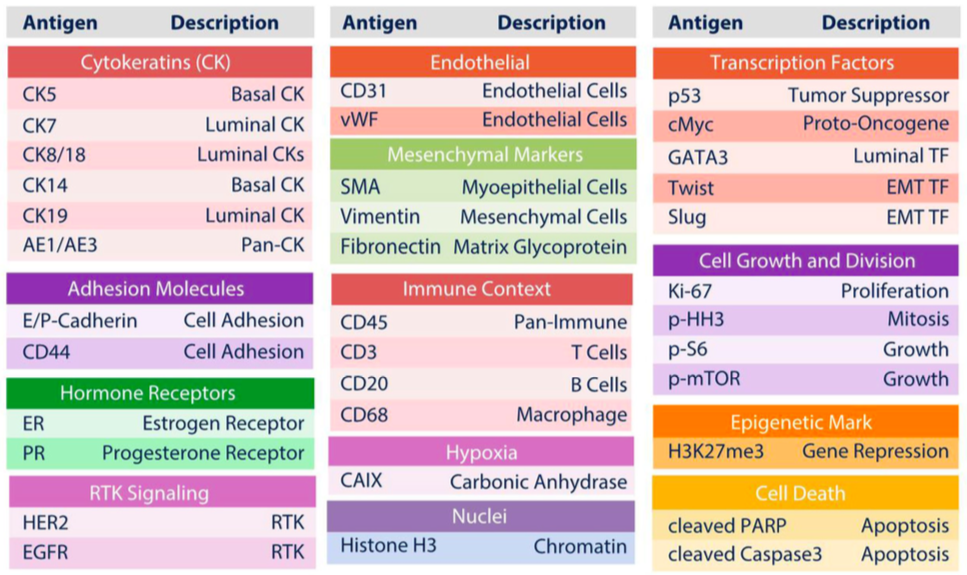 Antigen Description
Cytokeratins (CK)
CK5 Basal CK
CK7 Luminal CK
CK8/18 Luminal CKs
CK14 Basal CK
CK19 Luminal CK
AE1/AE3 Pan-CK
Adhesion Molecules
E/P-Cadherin Cell Adhesion
CD44 Cell Adhesion
Hormone Receptors
ER Estrogen Receptor
PR Progesterone Receptor
RTK Signaling
HER2 RTK
EGFR RTK
Antigen Description
Endothelial
CD31 Endothelial Cells
vWF Endothelial Cells
Mesenchymal Markers
SMA Myoepithelial Cells
Vimentin Mesenchymal Cells
Fibronectin Matrix Glycoprotein
Immune Context
CD45 Pan-Immune
CD3 T Cells
CD20 B Cells
CD68 Macrophage
Hypoxia
CAIX Carbonic Anhydrase
Nuclei
Histone H3 Chromatin
Antigen Description
Transcription Factors
p53 Tumor Suppressor
cMyc Proto-Oncogene
GATA3 Luminal TF
Twist EMT TF
Slug EMT TF
Cell Growth and Division
Ki-67 Proliferation
p-HH3 Mitosis
p-S6 Growth
p-mTOR Growth
Epigenetic Mark
H3K27me3 Gene Repression
Cell Death
cleaved PARP Apoptosis
cleaved Caspase3 Apoptosis